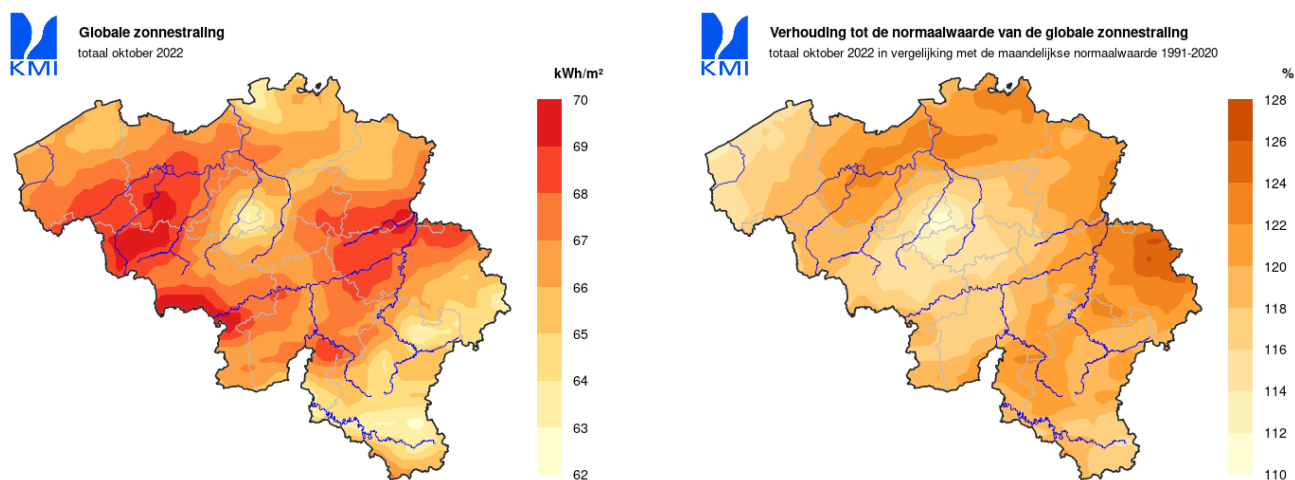 KMI
Globale zonnestraling
totaal oktober 2022
kWh/m²
70
69
68
67
66
65
64
63
62
KMI
Verhouding tot de normaalwaarde van de globale zonnestraling
totaal oktober 2022 in vergelijking met de maandelijkse normaalwaarde 1991-2020
%
128
126
124
122
120
118
116
114
112
110